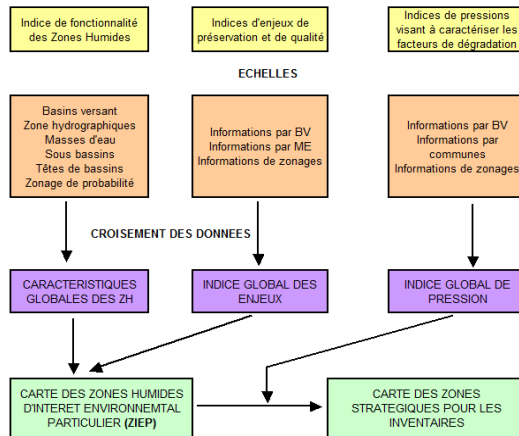 Indice de fonctionnalité
des Zones Humides
Indices d'enjeux de
préservation et de qualité
Indices de pressions
visant à caractériser les
facteurs de dégradation
ECHELLES
Basins versant
Zone hydrographiques
Masses d'eau
Sous bassins
Têtes de bassins
Zonage de probabilité
Informations par BV
Informations par ME
Informations de zonages
Informations par BV
Informations par
communes
Informations de zonages
CROISEMENT DES DONNEES
CARACTERISTIQUES
GLOBALES DES ZH
INDICE GLOBAL DES
ENJEUX
INDICE GLOBAL DE
PRESSION
CARTE DES ZONES HUMIDES
D'INTERET ENVIRONNEMTAL
PARTICULIER (ZIEP)
CARTE DES ZONES
STRATEGIQUES POUR LES
INVENTAIRES